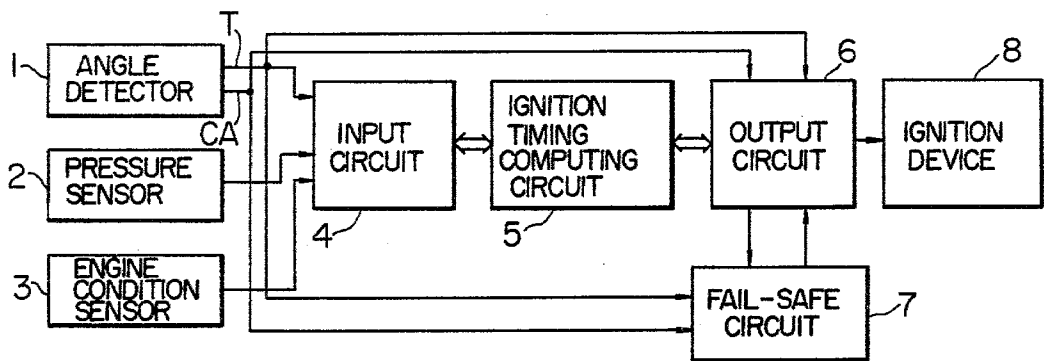 1
ANGLE
DETECTOR
T
CA
2
PRESSURE
SENSOR
3
ENGINE
CONDITION
SENSOR
INPUT
CIRCUIT
4
IGNITION
TIMING
COMPUTING
CIRCUIT
5
6
OUTPUT
CIRCUIT
8
IGNITION
DEVICE
FAIL-SAFE
CIRCUIT
7